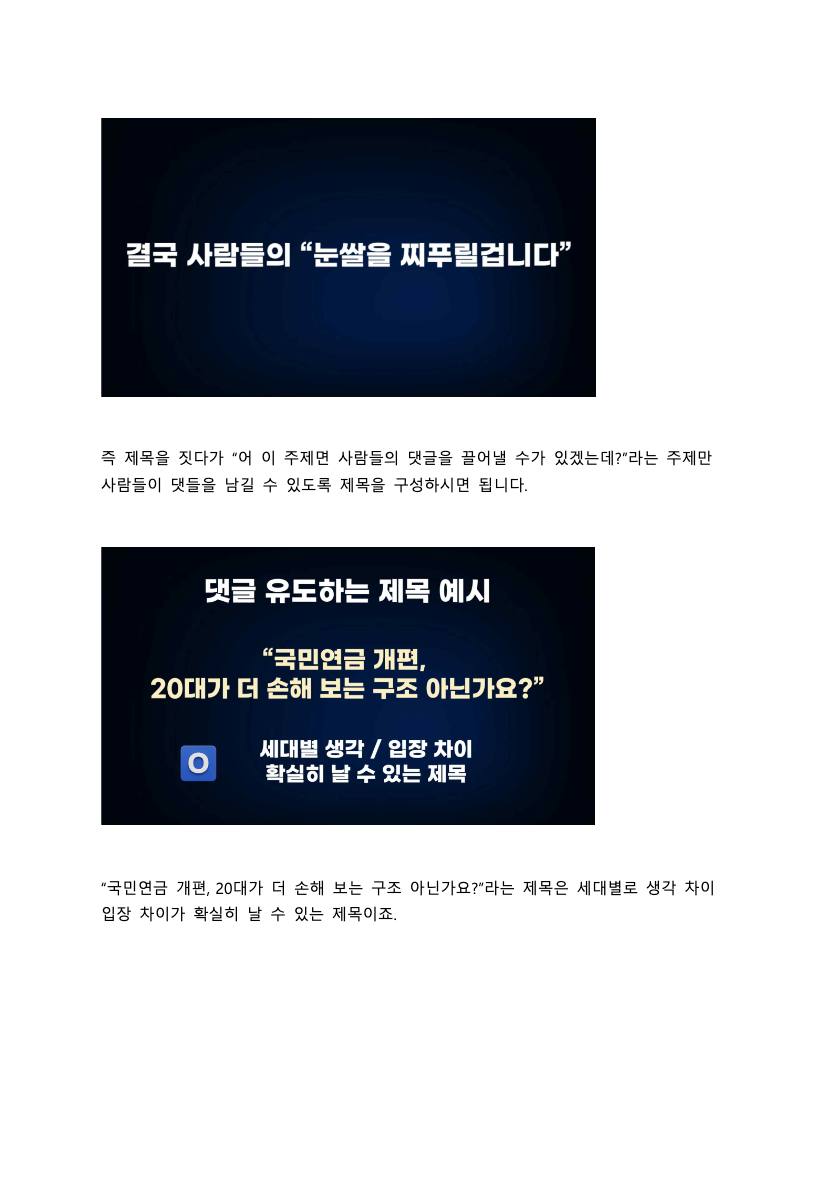 결국 사람들의 “눈쌀을 찌푸릴겁니다”
즉 제목을 짓다가 “어 이 주제면 사람들의 댓글을 끌어낼 수가 있겠는데?”라는 주제만
사람들이 댓들을 남길 수 있도록 제목을 구성하시면 됩니다.
댓글 유도하는 제목 예시
“국민연금 개편,
20대가 더 손해 보는 구조 아닌가요?”
O
세대별 생각 / 입장 차이
확실히 날 수 있는 제목
“국민연금 개편, 20대가 더 손해 보는 구조 아닌가요?”라는 제목은 세대별로 생각 차이
입장 차이가 확실히 날 수 있는 제목이죠.